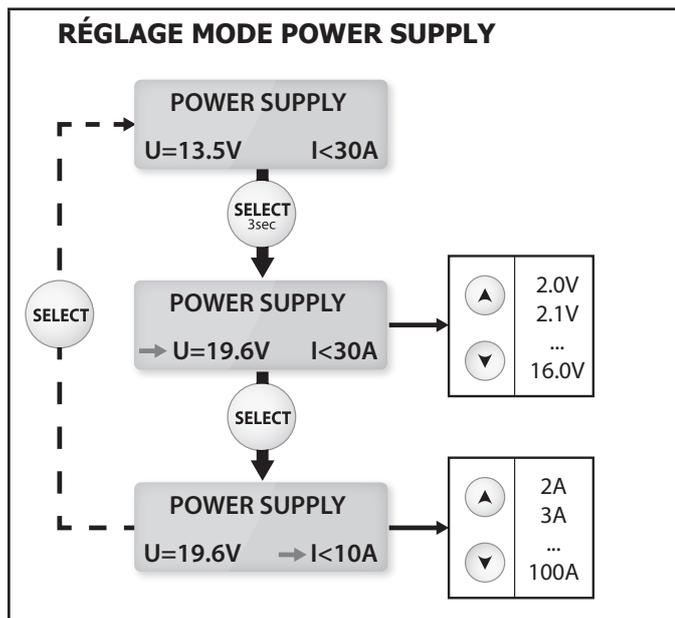 RÉGLAGE MODE POWER SUPPLY
POWER SUPPLY
U=13.5V I<30A
SELECT
3sec
POWER SUPPLY
U=19.6V I<30A
2.0V
2.1V
...
16.0V
SELECT
SELECT
POWER SUPPLY
U=19.6V I<10A
2A
3A
...
100A